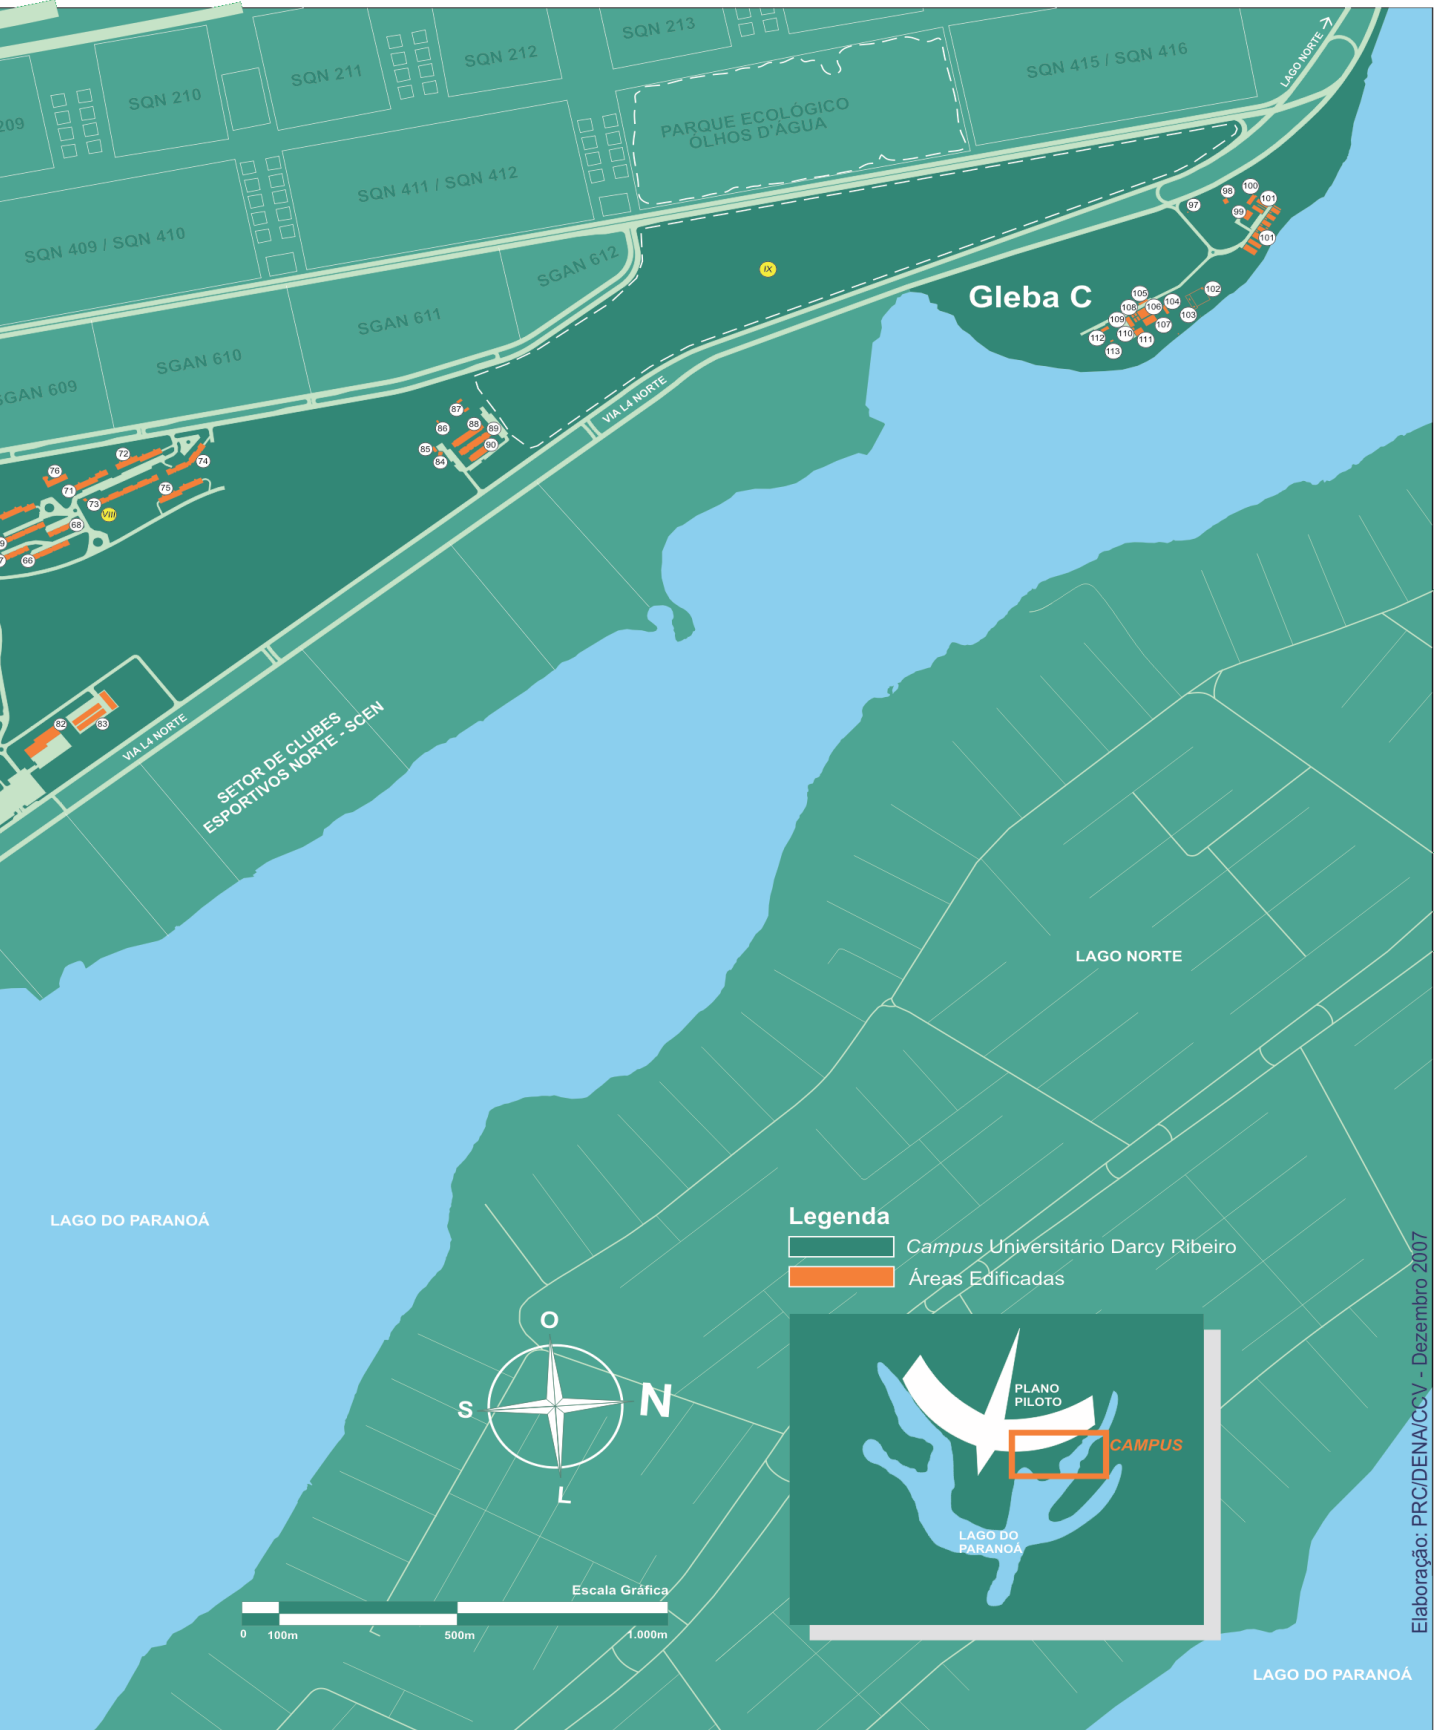 SQN 213
SQN 212
SQN 211
SQN 210
209
SQN 415 / SQN 416
LAGO NORTE
PARQUE ECOLÓGICO
OLHOS D'ÁGUA
SQN 411 / SQN 412
SQN 409 / SQN 410
SGAN 612
SGAN 611
SGAN 610
SGAN 609
IX
97
98
100
101
99
101
Gleba C
102
105
104
108
106
103
109
107
110
111
112
113
VIA L4 NORTE
87
86
88
89
85
90
84
72
76
74
71
75
73
VIII
68
9
7
66
82
83
VIA L4 NORTE
SETOR DE CLUBES
ESPORTIVOS NORTE - SCEN
LAGO NORTE
LAGO DO PARANOÁ
Legenda
Campus Universitário Darcy Ribeiro
Áreas Edificadas
O
S
N
L
PLANO
PILOTO
CAMPUS
LAGO DO
PARANOÁ
Escala Gráfica
0 100m 500m 1.000m
Elaboração: PRC/DENA/CCV - Dezembro 2007
LAGO DO PARANOÁ